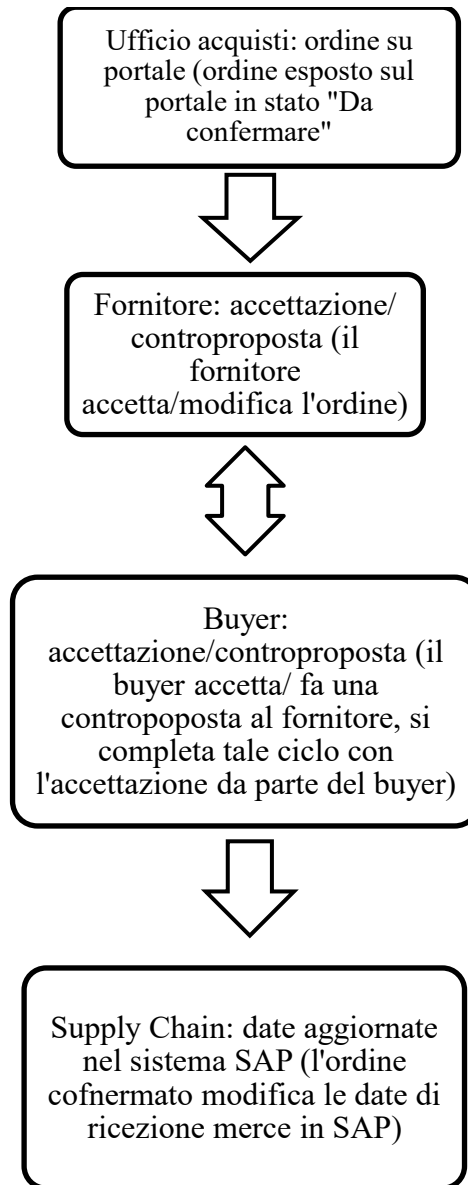 Ufficio acquisti: ordine su
portale (ordine esposto sul
portale in stato "Da
confermare"
Fornitore: accettazione/
controproposta (il
fornitore
accetta/modifica l'ordine)
Buyer:
accettazione/controproposta (il
buyer accetta/ fa una
contropoposta al fornitore, si
completa tale ciclo con
l'accettazione da parte del buyer)
Supply Chain: date aggiornate
nel sistema SAP (l'ordine
cofnermato modifica le date di
ricezione merce in SAP)